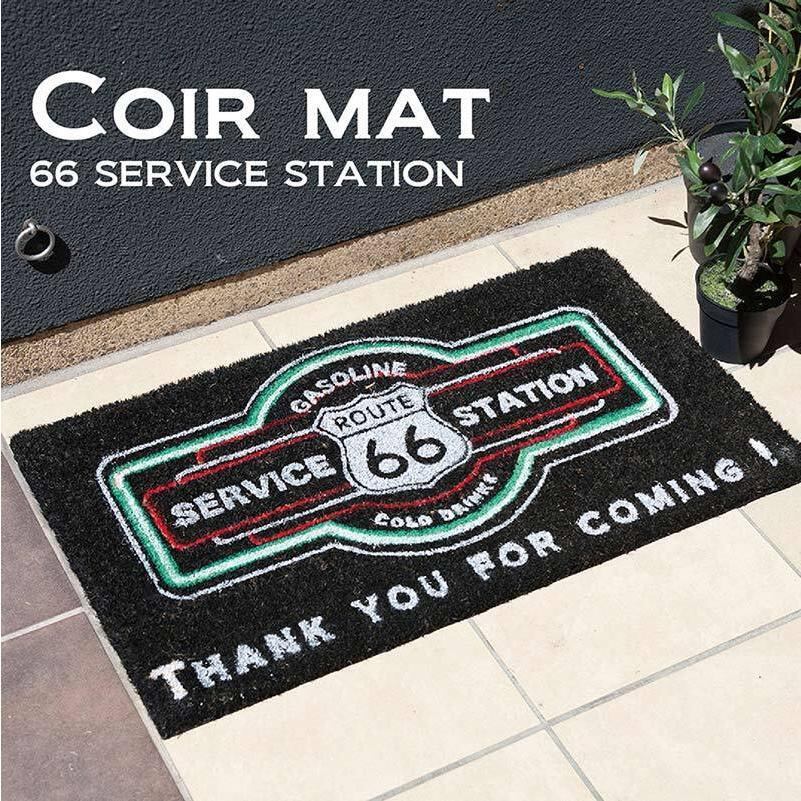 COIR MAT
66 SERVICE STATION
GASOLINE
ROUTE
66
SERVICE STATION
COLD DRINKS
THANK YOU FOR COMING !